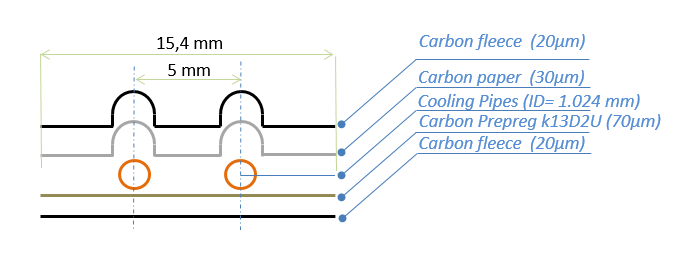 15,4 mm
5 mm
Carbon fleece (20µm)
Carbon paper (30µm)
Cooling Pipes (ID= 1.024 mm)
Carbon Prepreg k13D2U (70µm)
Carbon fleece (20µm)